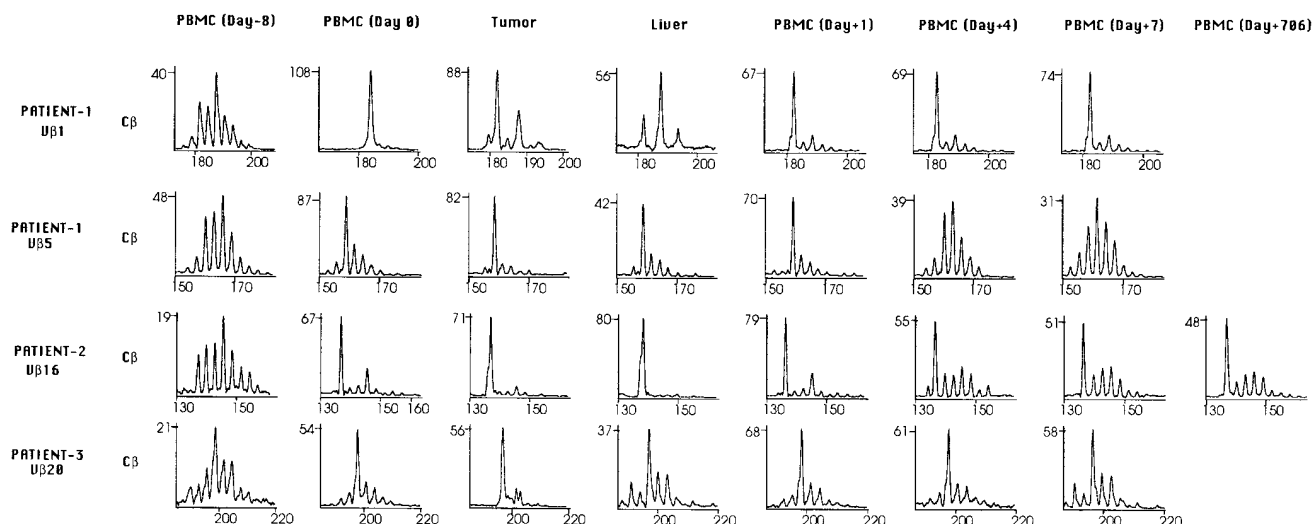 PBMC (Day-8) PBMC (Day 0) Tumor Liver PBMC (Day+1) PBMC (Day+4) PBMC (Day+7) PBMC (Day+706)
40 108 88 56 67 69 74
PATIENT-1 Cβ
Vβ1
180 200 180 200 180 190 200 180 200 180 200 180 200 180 200
48 87 82 42 70 39 31
PATIENT-1 Cβ
Vβ5
150 170 150 170 150 170 150 170 150 170 150 170 150 170
19 67 71 80 79 55 51 48
PATIENT-2 Cβ
Vβ16
130 150 130 150 160 130 150 130 150 130 150 130 150 130 150 130 150
21 54 56 37 68 61 58
PATIENT-3 Cβ
Vβ20
200 220 200 220 200 220 200 220 200 220 200 220 200 220